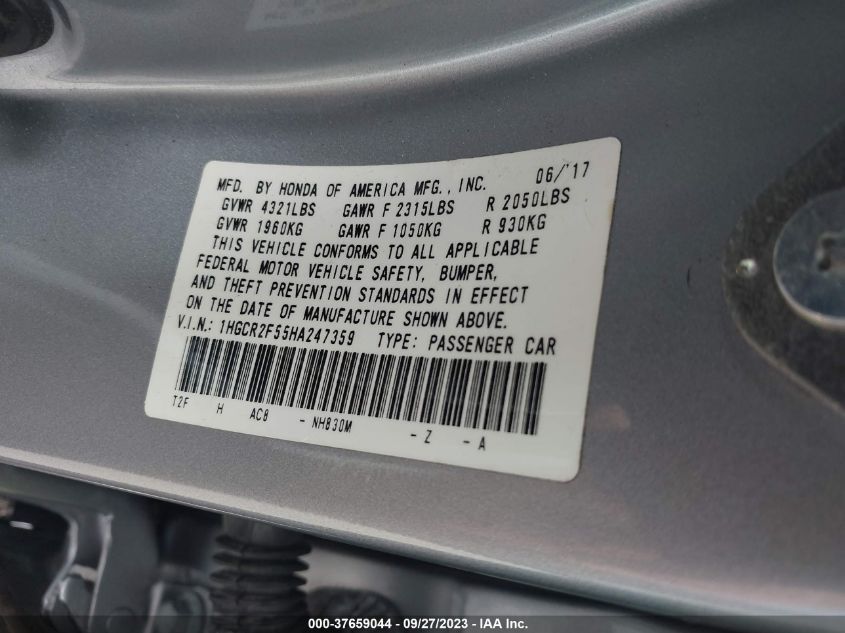 MFD. BY HONDA OF AMERICA MFG., INC. 06/'17
GVWR 4321LBS GAWR F 2315LBS R 2050LBS
GVWR 1960KG GAWR F 1050KG R 930KG
THIS VEHICLE CONFORMS TO ALL APPLICABLE
FEDERAL MOTOR VEHICLE SAFETY, BUMPER,
AND THEFT PREVENTION STANDARDS IN EFFECT
ON THE DATE OF MANUFACTURE SHOWN ABOVE.
V.I.N.: 1HGCR2F55HA247359 TYPE: PASSENGER CAR
T2F H AC8 - NH830M - Z - A
000-37659044 - 09/27/2023 - IAA Inc.